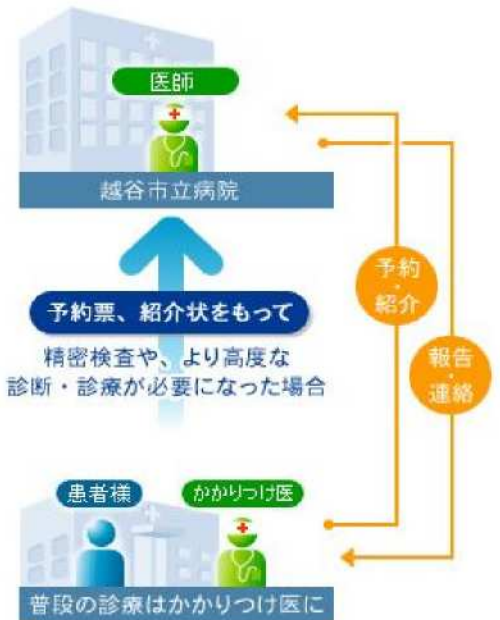 医師
越谷市立病院
予約・
紹介
予約票、紹介状をもって
精密検査や、より高度な
診断・診療が必要になった場合
報告・
連絡
患者様
かかりつけ医
普段の診療はかかりつけ医に